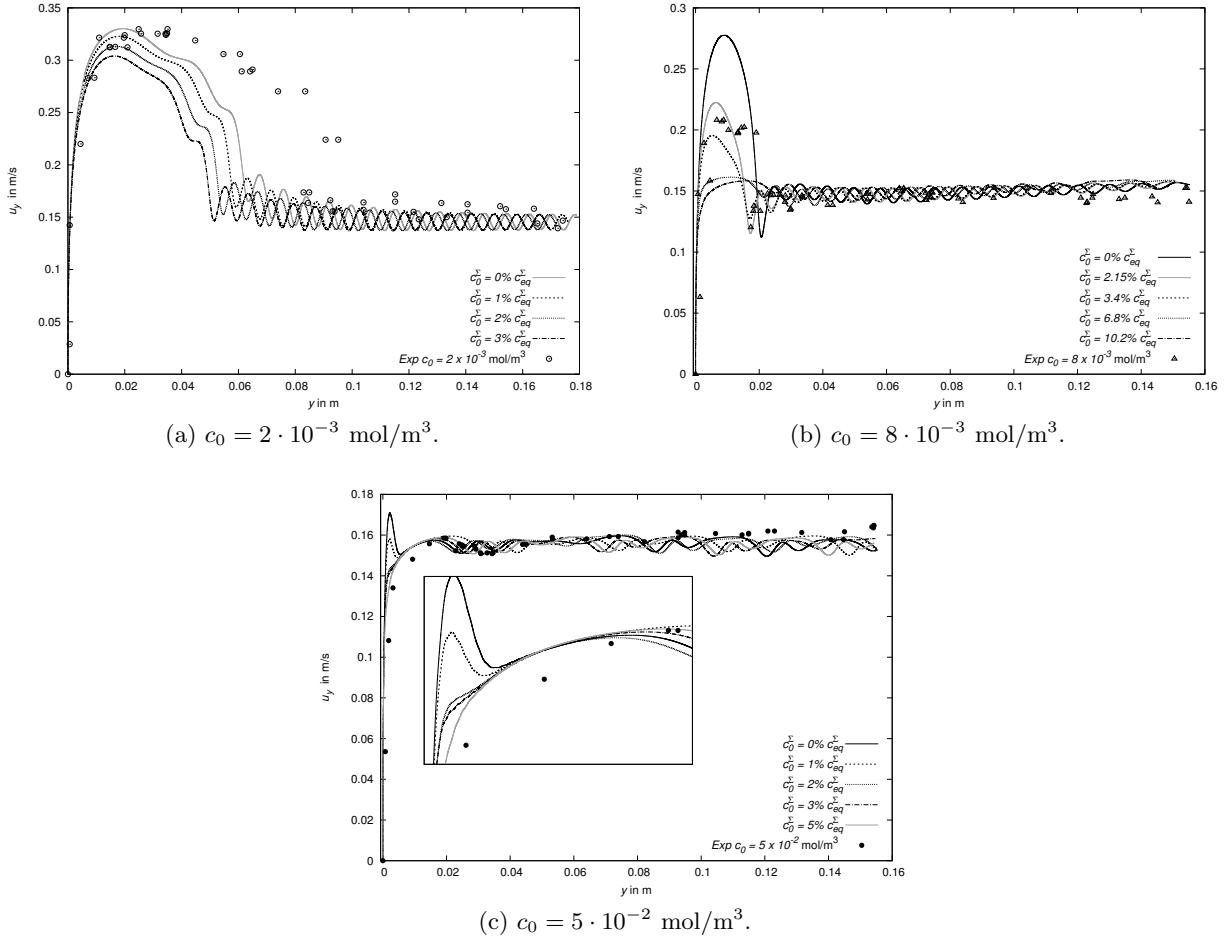 0.35
0.3
0.25
0.2
0.15
0.1
0.05
0
u_y in m/s
0 0.02 0.04 0.06 0.08 0.1 0.12 0.14 0.16 0.18
y in m
c_0^Σ = 0% c_eq^Σ
c_0^Σ = 1% c_eq^Σ
c_0^Σ = 2% c_eq^Σ
c_0^Σ = 3% c_eq^Σ
Exp c_0 = 2 x 10^-3 mol/m^3
(a) c_0 = 2 · 10^−3 mol/m^3.
0.3
0.25
0.2
0.15
0.1
0.05
0
u_y in m/s
0 0.02 0.04 0.06 0.08 0.1 0.12 0.14 0.16
y in m
c_0^Σ = 0% c_eq^Σ
c_0^Σ = 2.15% c_eq^Σ
c_0^Σ = 3.4% c_eq^Σ
c_0^Σ = 6.8% c_eq^Σ
c_0^Σ = 10.2% c_eq^Σ
Exp c_0 = 8 x 10^-3 mol/m^3
(b) c_0 = 8 · 10^−3 mol/m^3.
0.18
0.16
0.14
0.12
0.1
0.08
0.06
0.04
0.02
0
u_y in m/s
0 0.02 0.04 0.06 0.08 0.1 0.12 0.14 0.16
y in m
c_0^Σ = 0% c_eq^Σ
c_0^Σ = 1% c_eq^Σ
c_0^Σ = 2% c_eq^Σ
c_0^Σ = 3% c_eq^Σ
c_0^Σ = 5% c_eq^Σ
Exp c_0 = 5 x 10^-2 mol/m^3
(c) c_0 = 5 · 10^−2 mol/m^3.